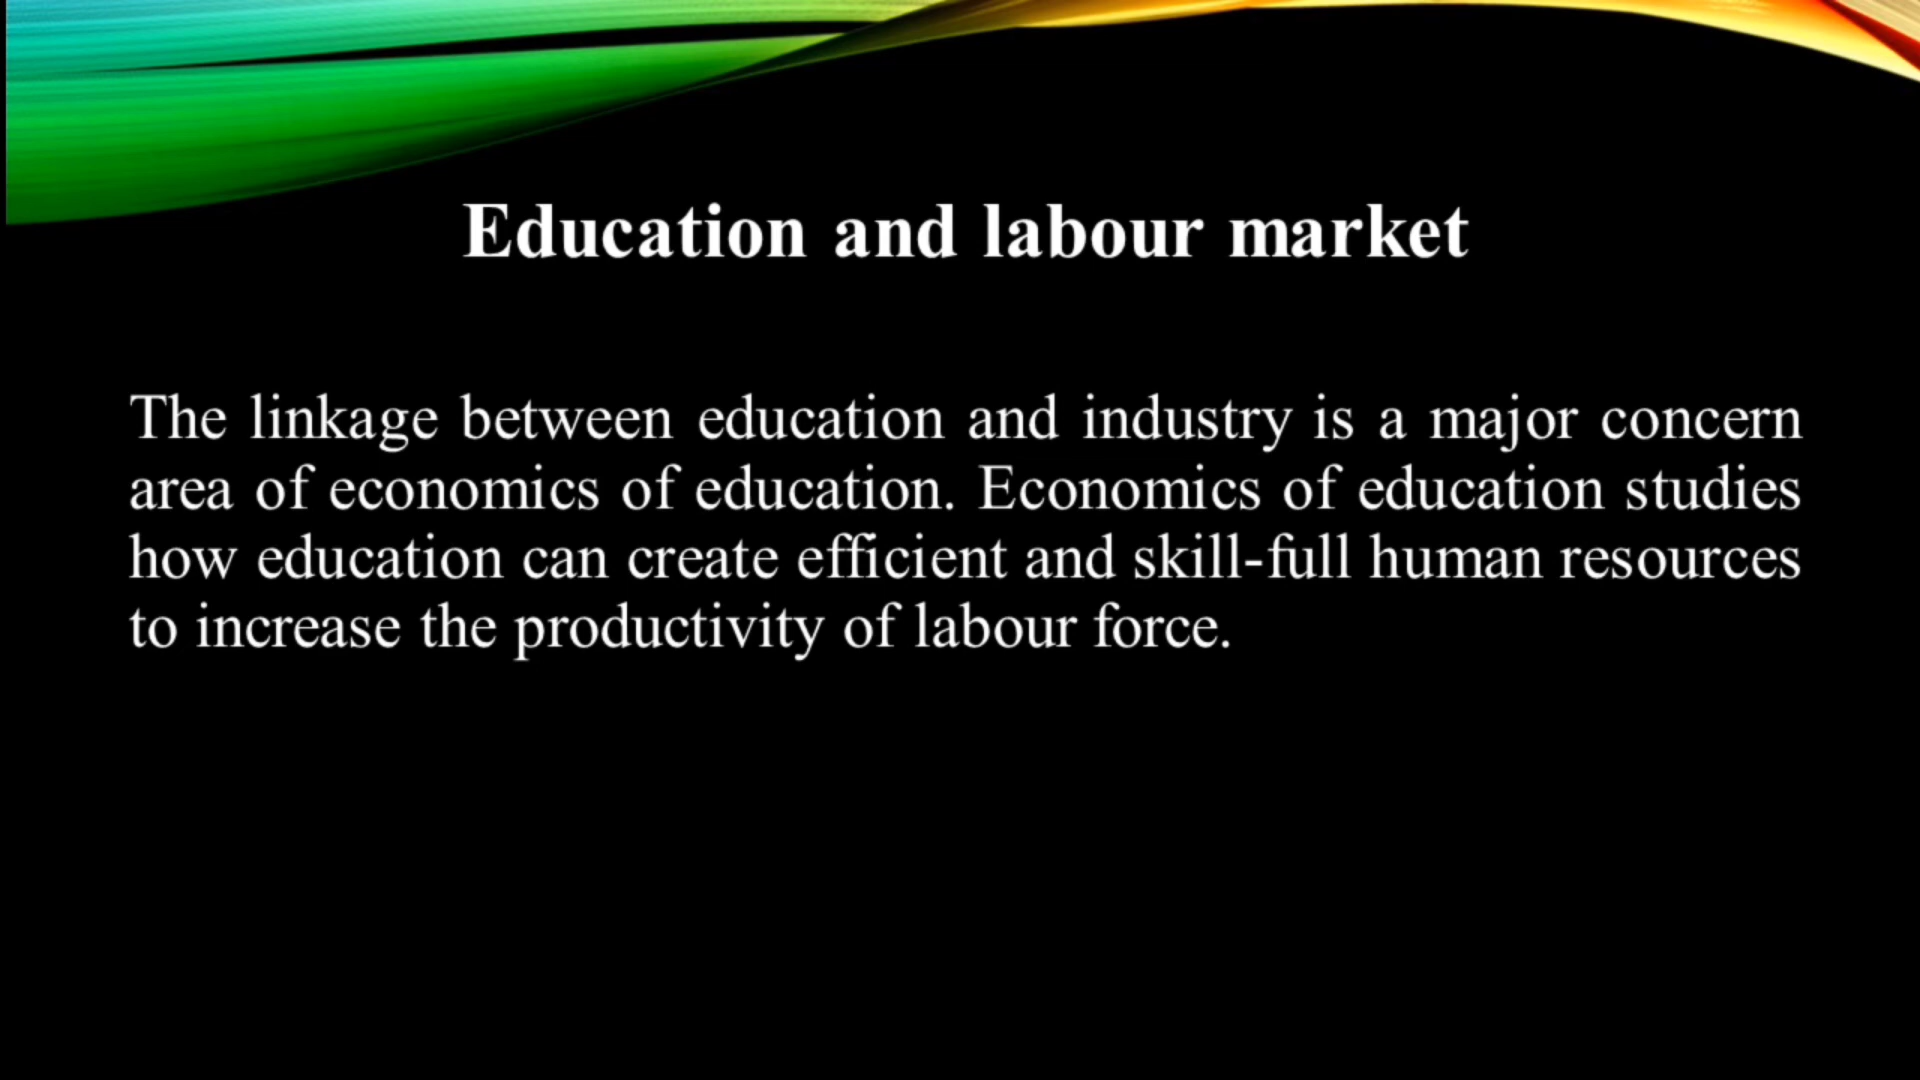 Education and labour market
The linkage between education and industry is a major concern
area of economics of education. Economics of education studies
how education can create efficient and skill-full human resources
to increase the productivity of labour force.